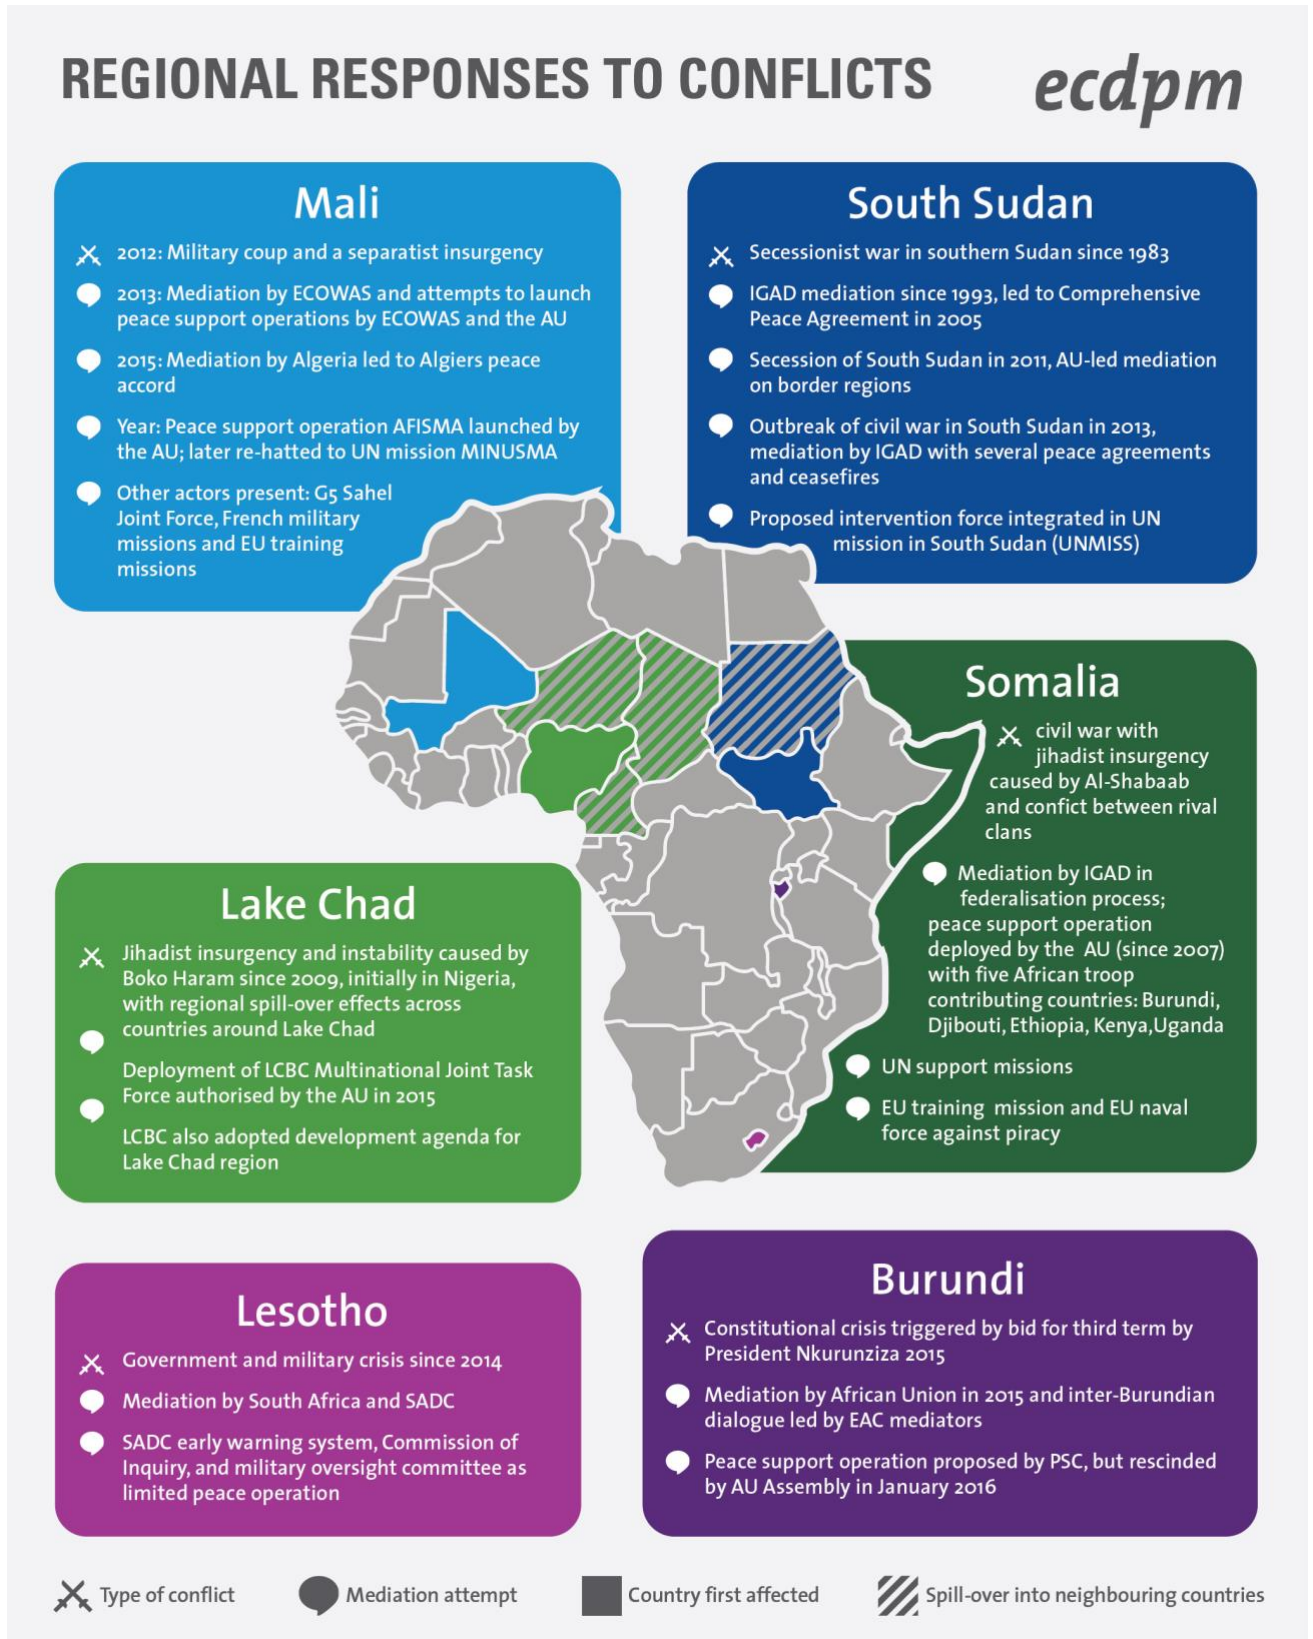 REGIONAL RESPONSES TO CONFLICTS
ecdpm
Mali
2012: Military coup and a separatist insurgency
2013: Mediation by ECOWAS and attempts to launch
peace support operations by ECOWAS and the AU
2015: Mediation by Algeria led to Algiers peace
accord
Year: Peace support operation AFISMA launched by
the AU; later re-hatted to UN mission MINUSMA
Other actors present: G5 Sahel
Joint Force, French military
missions and EU training
missions
South Sudan
Secessionist war in southern Sudan since 1983
IGAD mediation since 1993, led to Comprehensive
Peace Agreement in 2005
Secession of South Sudan in 2011, AU-led mediation
on border regions
Outbreak of civil war in South Sudan in 2013,
mediation by IGAD with several peace agreements
and ceasefires
Proposed intervention force integrated in UN
mission in South Sudan (UNMISS)
Somalia
civil war with
jihadist insurgency
caused by Al-Shabaab
and confict between rival
clans
Mediation by IGAD in
federalisation process;
peace support operation
deployed by the AU (since 2007)
with five African troop
contributing countries: Burundi,
Djibouti, Ethiopia, Kenya,Uganda
UN support missions
EU training mission and EU naval
force against piracy
Lake Chad
Jihadist insurgency and instability caused by
Boko Haram since 2009, initially in Nigeria,
with regional spill-over effects across
countries around Lake Chad
Deployment of LCBC Multinational Joint Task
Force authorised by the AU in 2015
LCBC also adopted development agenda for
Lake Chad region
Lesotho
Government and military crisis since 2014
Mediation by South Africa and SADC
SADC early warning system, Commission of
Inquiry, and military oversight committee as
limited peace operation
Burundi
Constitutional crisis triggered by bid for third term by
President Nkurunziza 2015
Mediation by African Union in 2015 and inter-Burundian
dialogue led by EAC mediators
Peace support operation proposed by PSC, but rescinded
by AU Assembly in January 2016
Type of conflict
Mediation attempt
Country first affected
Spill-over into neighbouring countries